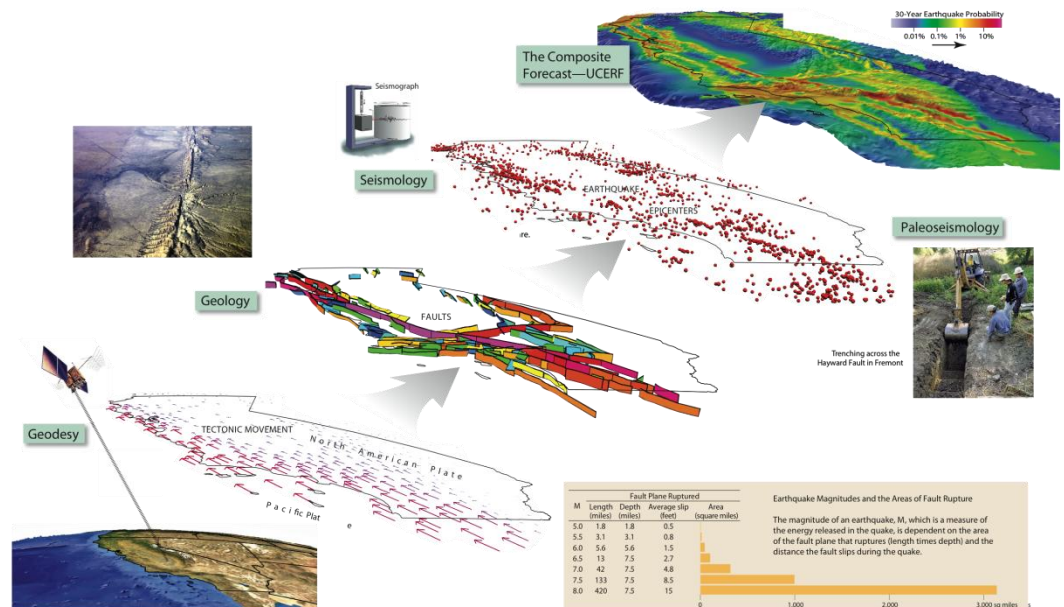 30-Year Earthquake Probability
0.01% 0.1% 1% 10%
The Composite
Forecast—UCERF
Seismograph
Seismology
EARTHQUAKE
EPICENTERS
re.
Paleoseismology
Geology
FAULTS
Trenching across the
Hayward Fault in Fremont
Geodesy
TECTONIC MOVEMENT
North American Plate
Pacific Plat e
Fault Plane Ruptured
M Length Depth Average slip Area
(miles) (miles) (feet) (square miles)
5.0 1.8 1.8 0.5
5.5 3.1 3.1 0.8
6.0 5.6 5.6 1.5
6.5 13 7.5 2.7
7.0 42 7.5 4.8
7.5 133 7.5 8.5
8.0 420 7.5 15
0 1,000 2,000 3,000 sq miles
Earthquake Magnitudes and the Areas of Fault Rupture
The magnitude of an earthquake, M, which is a measure of
the energy released in the quake, is dependent on the area
of the fault plane that ruptures (length times depth) and the
distance the fault slips during the quake.